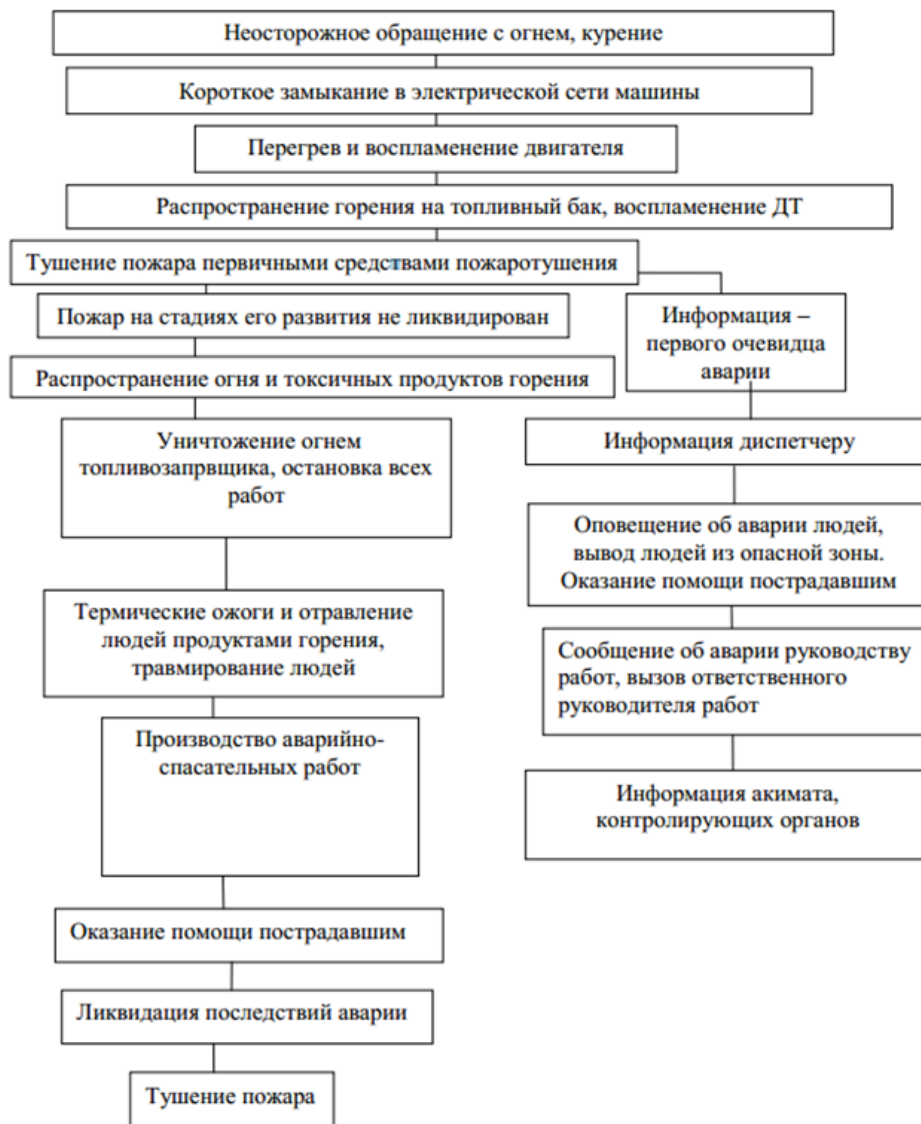 Неосторожное обращение с огнем, курение
Короткое замыкание в электрической сети машины
Перегрев и воспламенение двигателя
Распространение горения на топливный бак, воспламенение ДТ
Тушение пожара первичными средствами пожаротушения
Пожар на стадиях его развития не ликвидирован
Распространение огня и токсичных продуктов горения
Уничтожение огнем
топливозапрвщика, остановка всех
работ
Термические ожоги и отравление
людей продуктами горения,
травмирование людей
Производство аварийно-
спасательных работ
Оказание помощи пострадавшим
Ликвидация последствий аварии
Тушение пожара
Информация –
первого очевидца
аварии
Информация диспетчеру
Оповещение об аварии людей,
вывод людей из опасной зоны.
Оказание помощи пострадавшим
Сообщение об аварии руководству
работ, вызов ответственного
руководителя работ
Информация акимата,
контролирующих органов